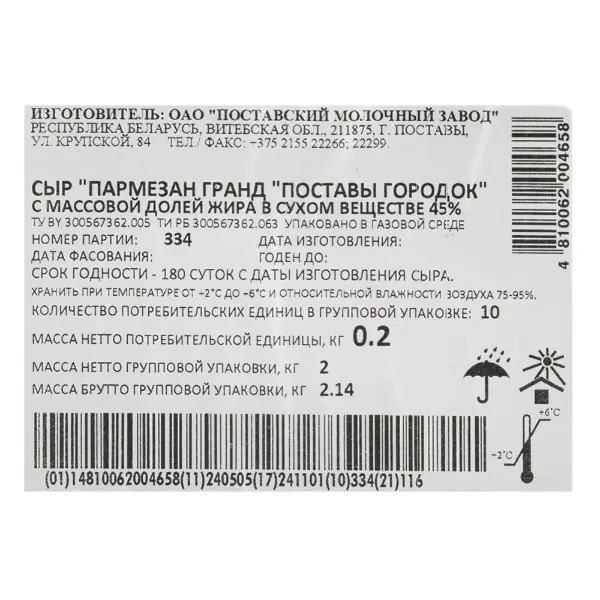 ИЗГОТОВИТЕЛЬ: ОАО "ПОСТАВСКИЙ МОЛОЧНЫЙ ЗАВОД"
РЕСПУБЛИКА БЕЛАРУСЬ, ВИТЕБСКАЯ ОБЛ., 211875, Г. ПОСТАВЫ,
УЛ. КРУПСКОЙ, 84 ТЕЛ./ ФАКС: +375 2155 22266; 22299.
СЫР "ПАРМЕЗАН ГРАНД "ПОСТАВЫ ГОРОДОК"
С МАССОВОЙ ДОЛЕЙ ЖИРА В СУХОМ ВЕЩЕСТВЕ 45%
ТУ BY 300567362.005 ТИ РБ 300567362.063 УПАКОВАНО В ГАЗОВОЙ СРЕДЕ
НОМЕР ПАРТИИ: 334 ДАТА ИЗГОТОВЛЕНИЯ:
ДАТА ФАСОВАНИЯ: ГОДЕН ДО:
СРОК ГОДНОСТИ - 180 СУТОК С ДАТЫ ИЗГОТОВЛЕНИЯ СЫРА.
ХРАНИТЬ ПРИ ТЕМПЕРАТУРЕ ОТ +2°С ДО +6°С И ОТНОСИТЕЛЬНОЙ ВЛАЖНОСТИ ВОЗДУХА 75-95%.
КОЛИЧЕСТВО ПОТРЕБИТЕЛЬСКИХ ЕДИНИЦ В ГРУППОВОЙ УПАКОВКЕ: 10
МАССА НЕТТО ПОТРЕБИТЕЛЬСКОЙ ЕДИНИЦЫ, КГ 0.2
МАССА НЕТТО ГРУППОВОЙ УПАКОВКИ, КГ 2
МАССА БРУТТО ГРУППОВОЙ УПАКОВКИ, КГ 2.14
4 810062 004658
+6°C
+2°C
(01)14810062004658(11)240505(17)241101(10)334(21)116